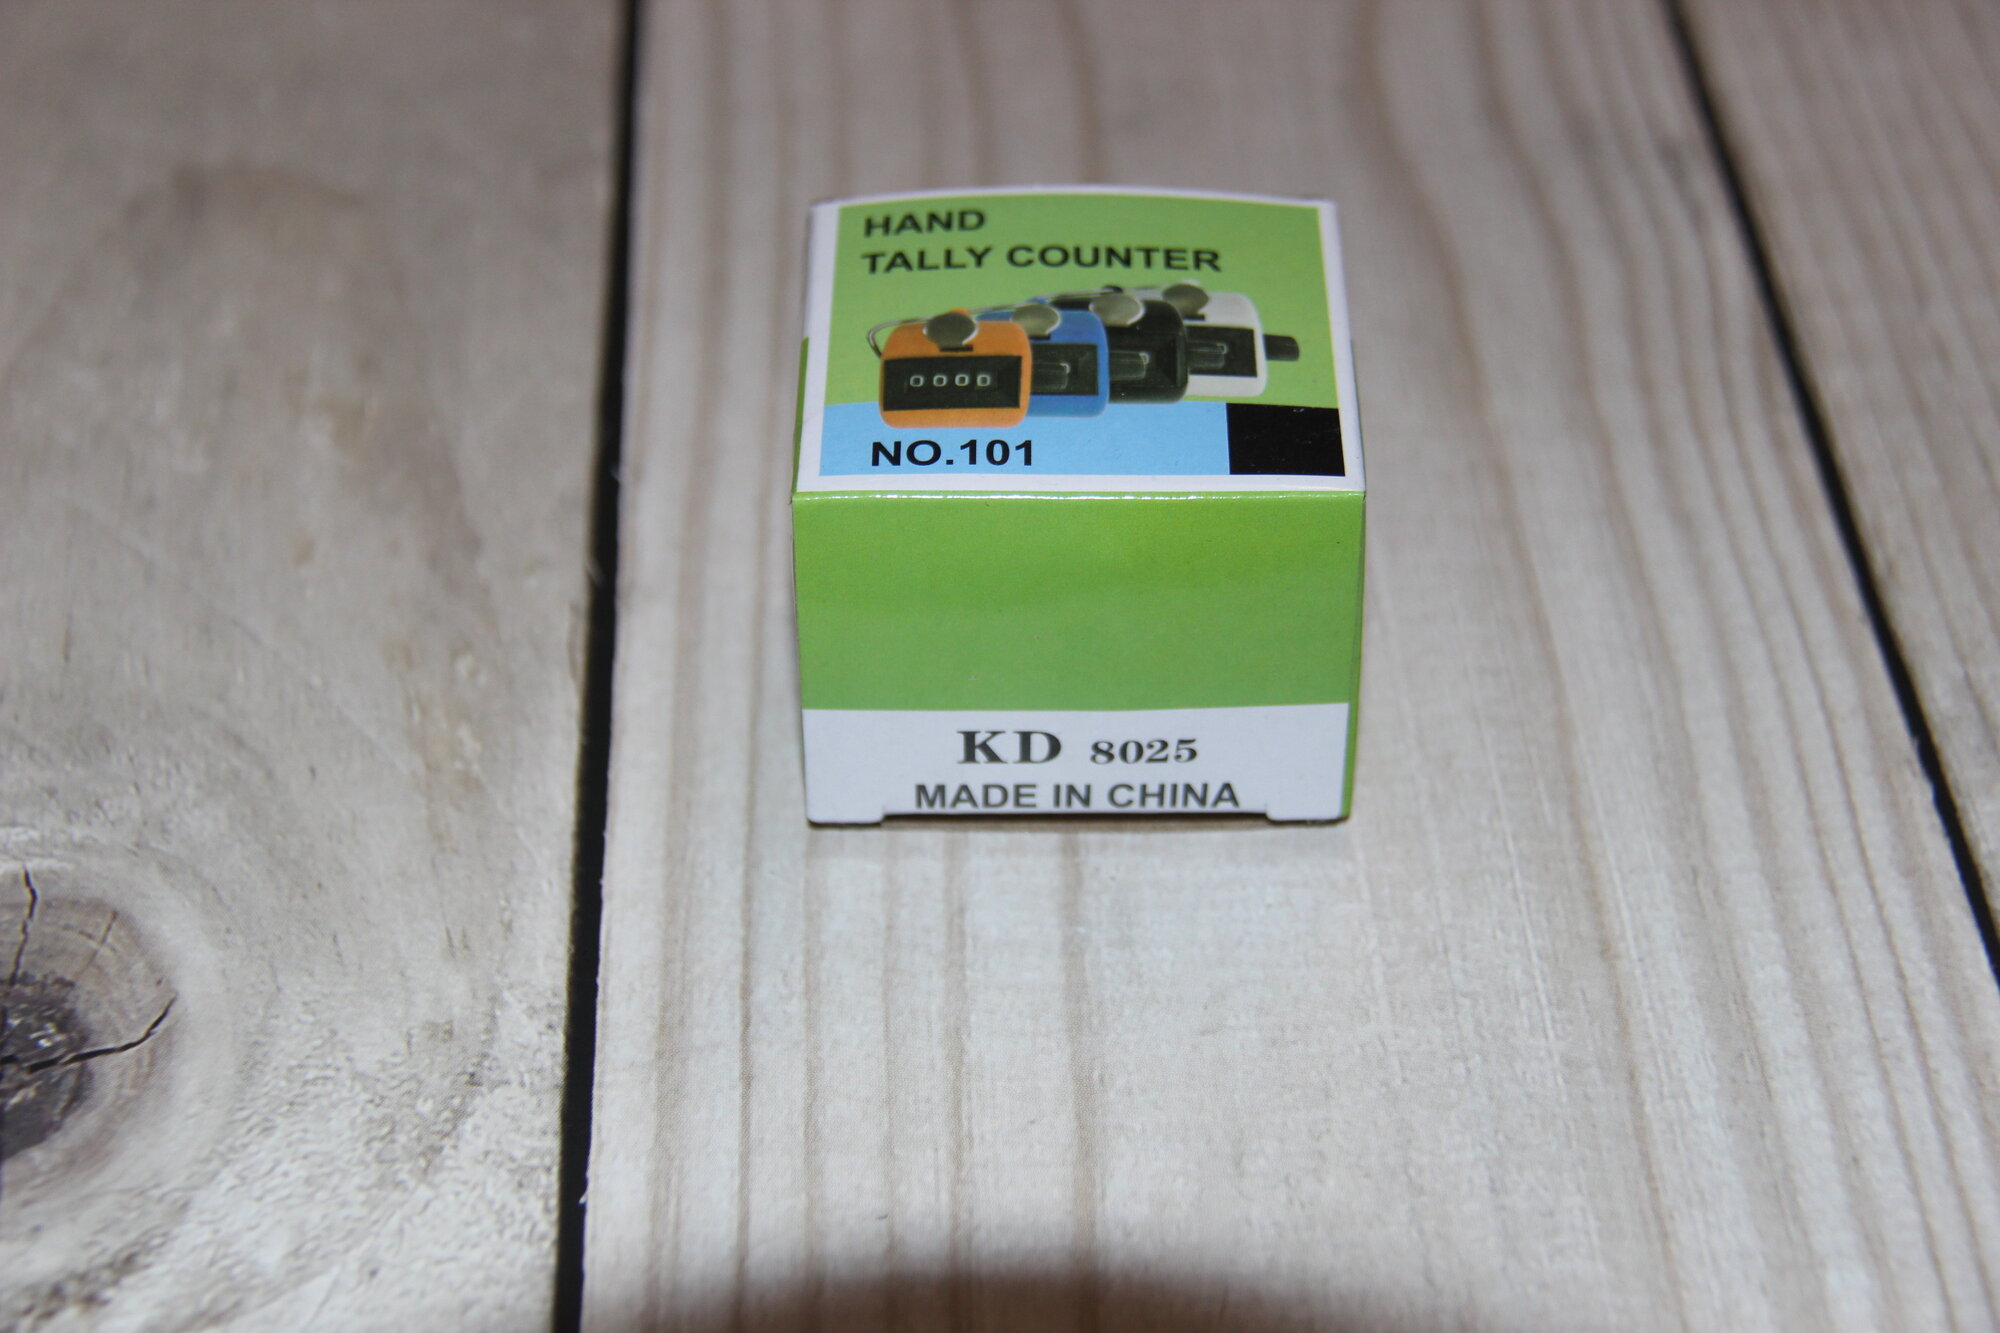 HAND
TALLY COUNTER
0000
NO.101
KD 8025
MADE IN CHINA